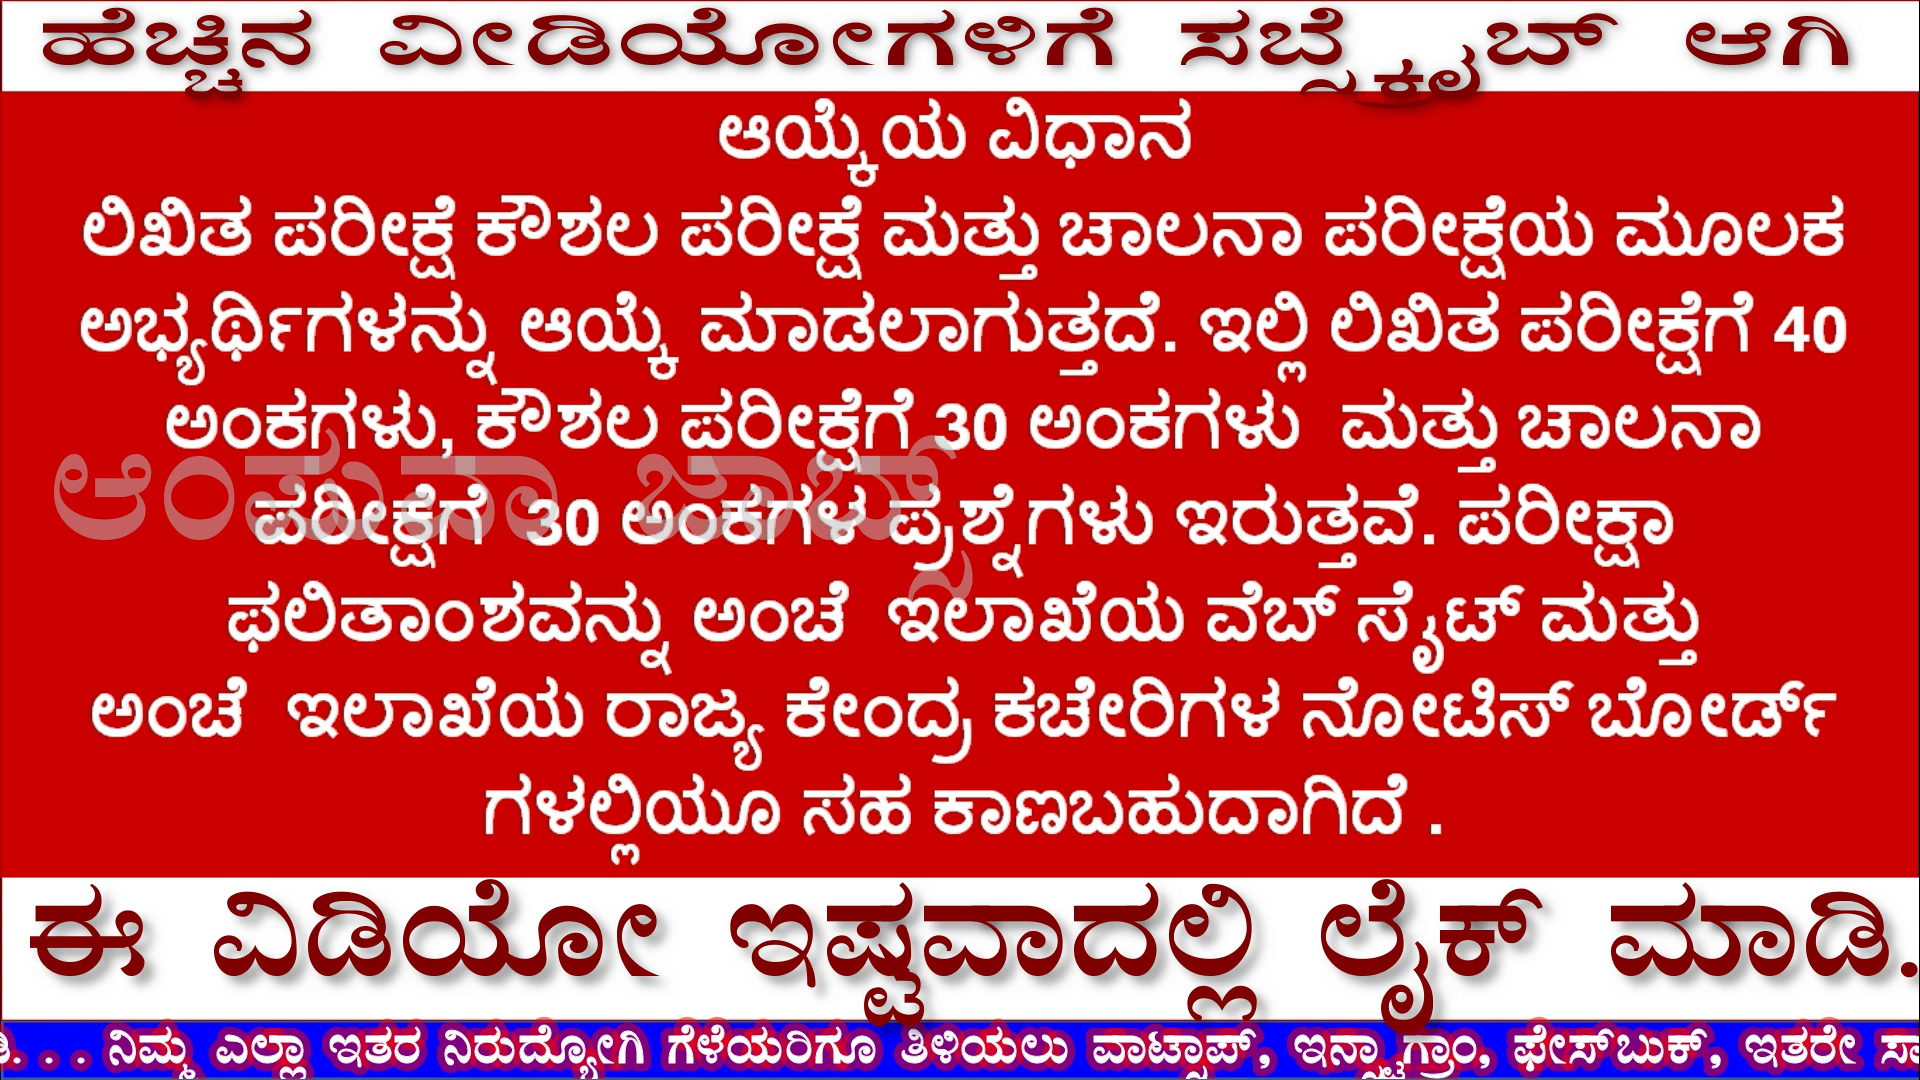 ಹೆಚ್ಚಿನ ವೀಡಿಯೋಗಳಿಗೆ ಸಬ್ಸ್ಕ್ರೈಬ್ ಆಗಿ
ಆಯ್ಕೆಯ ವಿಧಾನ
ಲಿಖಿತ ಪರೀಕ್ಷೆ ಕೌಶಲ ಪರೀಕ್ಷೆ ಮತ್ತು ಚಾಲನಾ ಪರೀಕ್ಷೆಯ ಮೂಲಕ
ಅಭ್ಯರ್ಥಿಗಳನ್ನು ಆಯ್ಕೆ ಮಾಡಲಾಗುತ್ತದೆ. ಇಲ್ಲಿ ಲಿಖಿತ ಪರೀಕ್ಷೆಗೆ 40
ಅಂಕಗಳು, ಕೌಶಲ ಪರೀಕ್ಷೆಗೆ 30 ಅಂಕಗಳು ಮತ್ತು ಚಾಲನಾ
ಪರೀಕ್ಷೆಗೆ 30 ಅಂಕಗಳ ಪ್ರಶ್ನೆಗಳು ಇರುತ್ತವೆ. ಪರೀಕ್ಷಾ
ಫಲಿತಾಂಶವನ್ನು ಅಂಚೆ ಇಲಾಖೆಯ ವೆಬ್ ಸೈಟ್ ಮತ್ತು
ಅಂಚೆ ಇಲಾಖೆಯ ರಾಜ್ಯ ಕೇಂದ್ರ ಕಚೇರಿಗಳ ನೋಟಿಸ್ ಬೋರ್ಡ್
ಗಳಲ್ಲಿಯೂ ಸಹ ಕಾಣಬಹುದಾಗಿದೆ .
ಈ ವಿಡಿಯೋ ಇಷ್ಟವಾದಲ್ಲಿ ಲೈಕ್ ಮಾಡಿ.
. . . ನಿಮ್ಮ ಎಲ್ಲಾ ಇತರ ನಿರುದ್ಯೋಗಿ ಗೆಳೆಯರಿಗೂ ತಿಳಿಯಲು ವಾಟ್ಸಾಪ್, ಇನ್ಸ್ಟಾಗ್ರಾಂ, ಫೇಸ್‌ಬುಕ್, ಇತರೇ